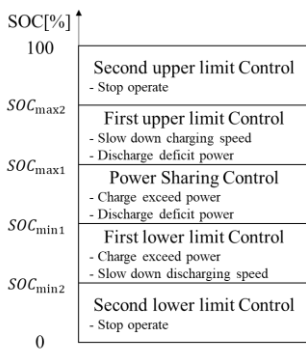 SOC[%]
100
Second upper limit Control
- Stop operate
SOCmax2
First upper limit Control
- Slow down charging speed
- Discharge deficit power
SOCmax1
Power Sharing Control
- Charge exceed power
- Discharge deficit power
SOCmin1
First lower limit Control
- Charge exceed power
- Slow down discharging speed
SOCmin2
Second lower limit Control
- Stop operate
0